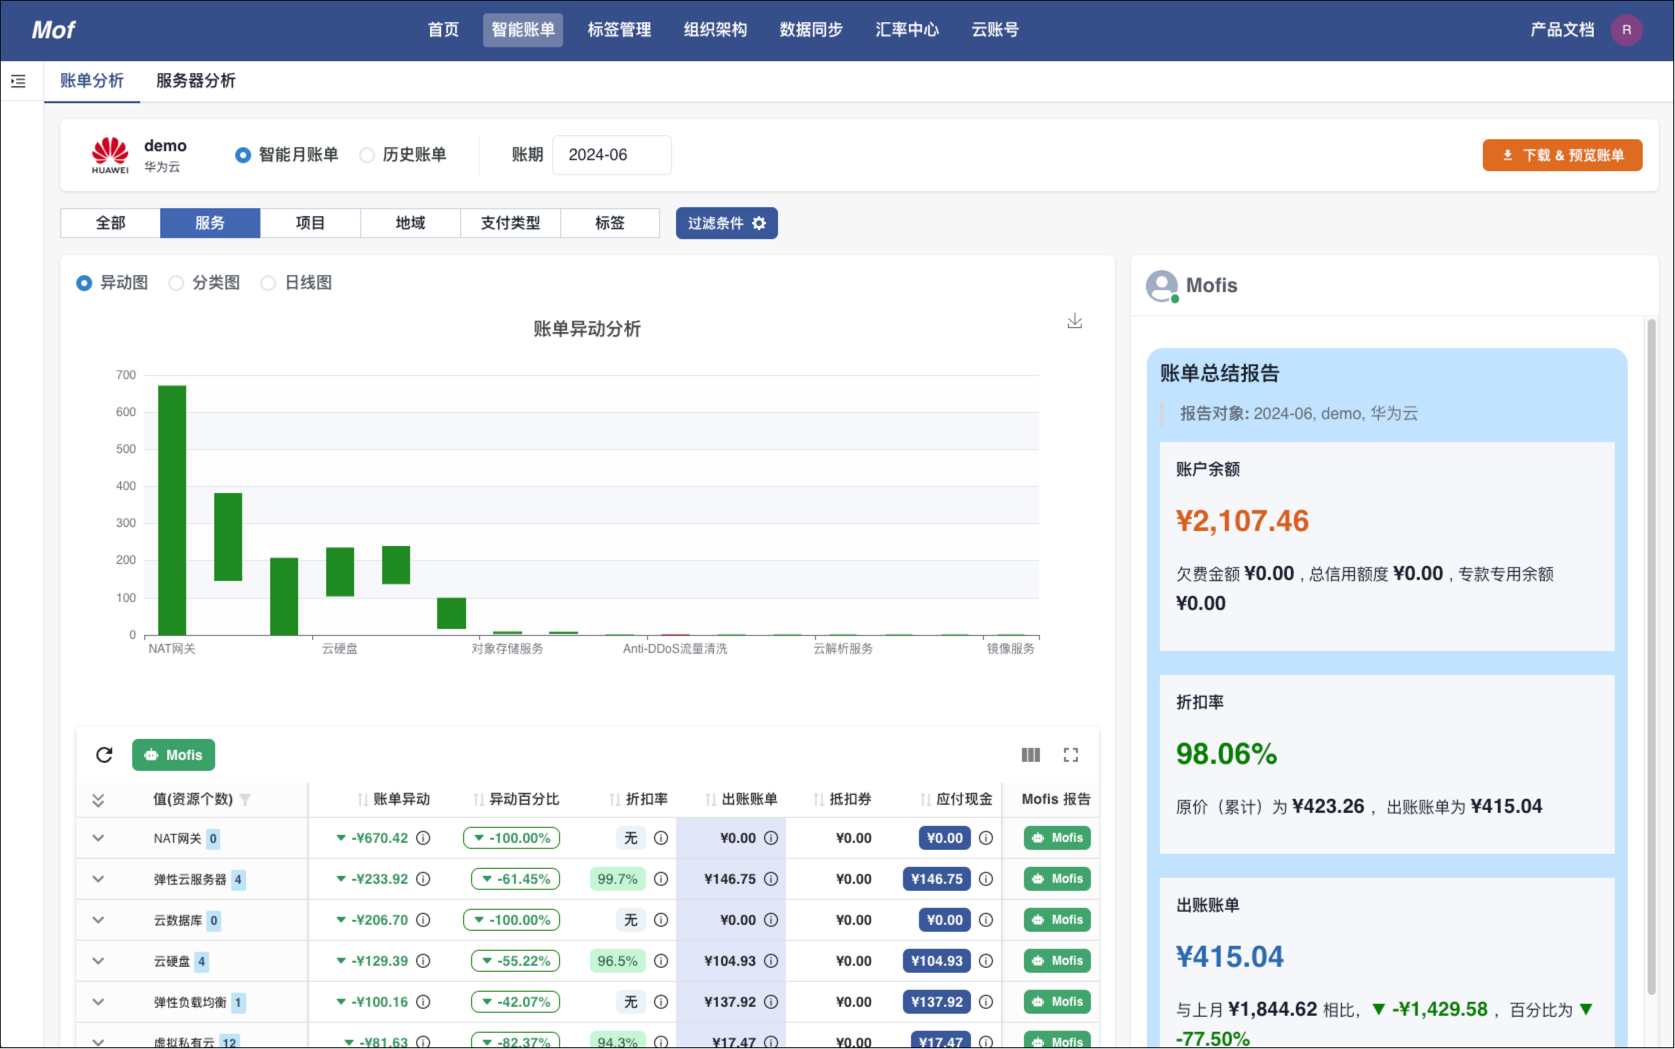 Mof
首页 智能账单 标签管理 组织架构 数据同步 汇率中心 云账号
产品文档 R
账单分析 服务器分析
HUAWEI
demo
华为云
智能月账单 历史账单
账期 2024-06
下载 & 预览账单
全部 服务 项目 地域 支付类型 标签 过滤条件
异动图 分类图 日线图
账单异动分析
700
600
500
400
300
200
100
0
NAT网关 云硬盘 对象存储服务 Anti-DDoS流量清洗 云解析服务 镜像服务
Mofis
值(资源个数) 账单异动 异动百分比 折扣率 出账账单 抵扣券 应付现金 Mofis 报告
NAT网关 0 -¥670.42 -100.00% 无 ¥0.00 ¥0.00 ¥0.00 Mofis
弹性云服务器 4 -¥233.92 -61.45% 99.7% ¥146.75 ¥0.00 ¥146.75 Mofis
云数据库 0 -¥206.70 -100.00% 无 ¥0.00 ¥0.00 ¥0.00 Mofis
云硬盘 4 -¥129.39 -55.22% 96.5% ¥104.93 ¥0.00 ¥104.93 Mofis
弹性负载均衡 1 -¥100.16 -42.07% 无 ¥137.92 ¥0.00 ¥137.92 Mofis
虚拟私有云 12 -¥81.63 -82.37% 94.3% ¥17.47 ¥0.00 ¥17.47 Mofis
Mofis
账单总结报告
报告对象: 2024-06, demo, 华为云
账户余额
¥2,107.46
欠费金额 ¥0.00 , 总信用额度 ¥0.00 , 专款专用余额
¥0.00
折扣率
98.06%
原价（累计）为 ¥423.26 ， 出账账单为 ¥415.04
出账账单
¥415.04
与上月 ¥1,844.62 相比, ▼ -¥1,429.58 ， 百分比为 ▼
-77.50%